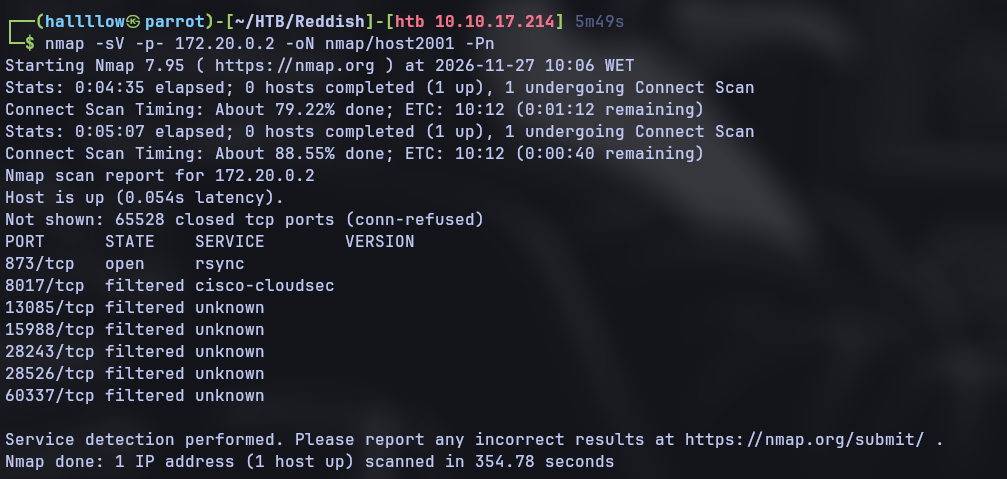 ┌──(hallllow㉿parrot)-[~/HTB/Reddish]-[htb 10.10.17.214] 5m49s
└─$ nmap -sV -p- 172.20.0.2 -oN nmap/host2001 -Pn
Starting Nmap 7.95 ( https://nmap.org ) at 2026-11-27 10:06 WET
Stats: 0:04:35 elapsed; 0 hosts completed (1 up), 1 undergoing Connect Scan
Connect Scan Timing: About 79.22% done; ETC: 10:12 (0:01:12 remaining)
Stats: 0:05:07 elapsed; 0 hosts completed (1 up), 1 undergoing Connect Scan
Connect Scan Timing: About 88.55% done; ETC: 10:12 (0:00:40 remaining)
Nmap scan report for 172.20.0.2
Host is up (0.054s latency).
Not shown: 65528 closed tcp ports (conn-refused)
PORT      STATE    SERVICE        VERSION
873/tcp   open     rsync
8017/tcp  filtered cisco-cloudsec
13085/tcp filtered unknown
15988/tcp filtered unknown
28243/tcp filtered unknown
28526/tcp filtered unknown
60337/tcp filtered unknown
Service detection performed. Please report any incorrect results at https://nmap.org/submit/ .
Nmap done: 1 IP address (1 host up) scanned in 354.78 seconds